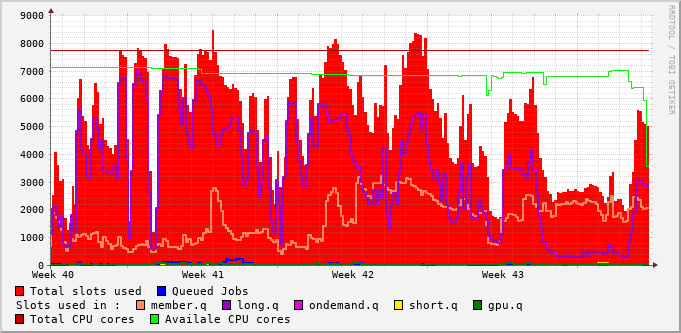 9000
8000
7000
6000
5000
4000
3000
2000
1000
0
Week 40 Week 41 Week 42 Week 43
RRDTOOL / TOBI OETIKER
Total slots used Queued Jobs
Slots used in : member.q long.q ondemand.q short.q gpu.q
Total CPU cores Availale CPU cores